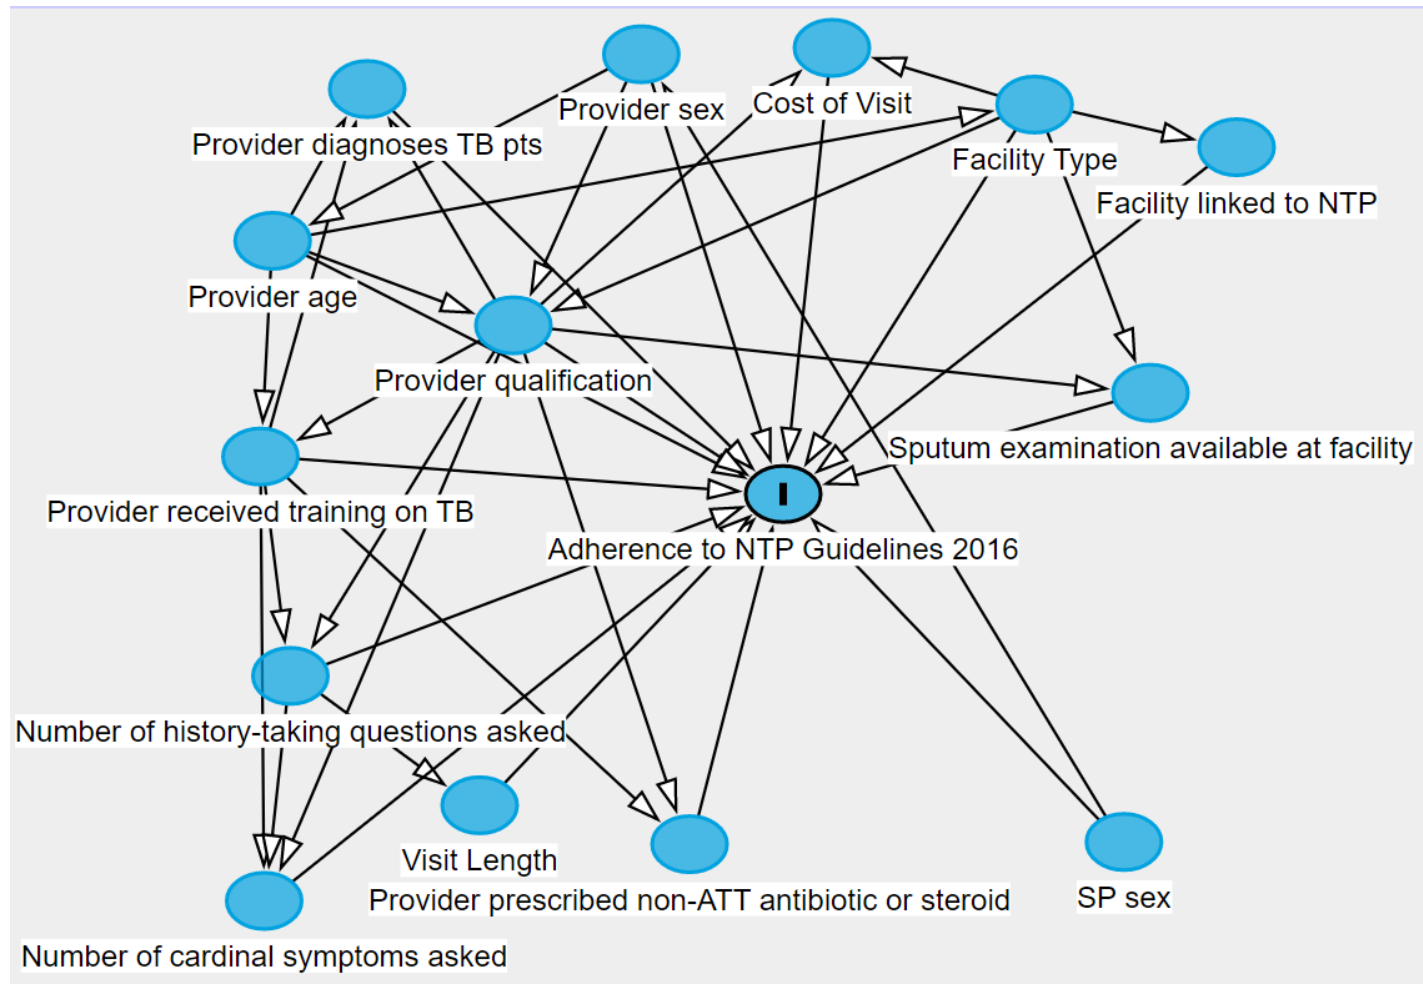 Provider sex
Cost of Visit
Provider diagnoses TB pts
Facility Type
Facility linked to NTP
Provider age
Provider qualification
Sputum examination available at facility
I
Provider received training on TB
Adherence to NTP Guidelines 2016
Number of history-taking questions asked
Visit Length
Provider prescribed non-ATT antibiotic or steroid
SP sex
Number of cardinal symptoms asked